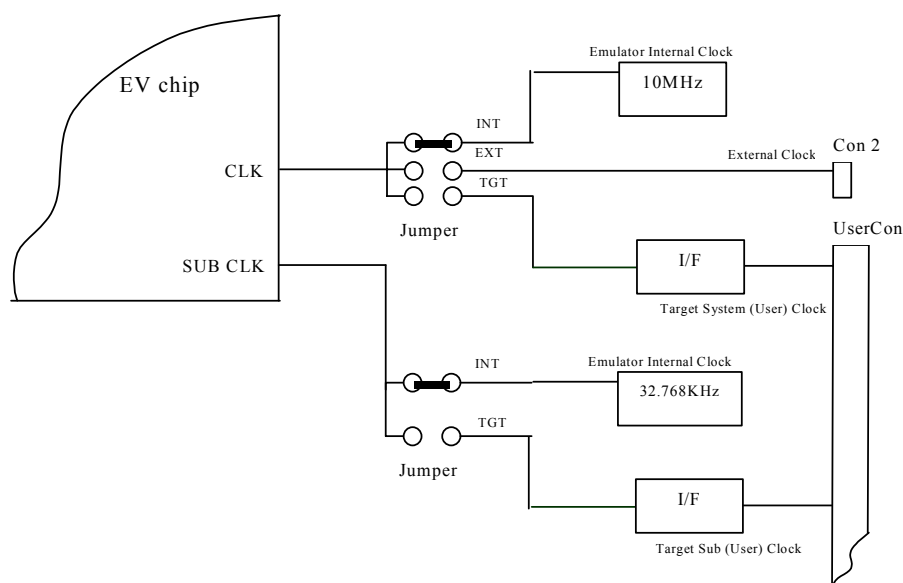 Emulator Internal Clock
EV chip
10MHz
INT
Con 2
EXT
External Clock
CLK
TGT
Jumper
UserCon
SUB CLK
I/F
Target System (User) Clock
INT
Emulator Internal Clock
32.768KHz
TGT
Jumper
I/F
Target Sub (User) Clock